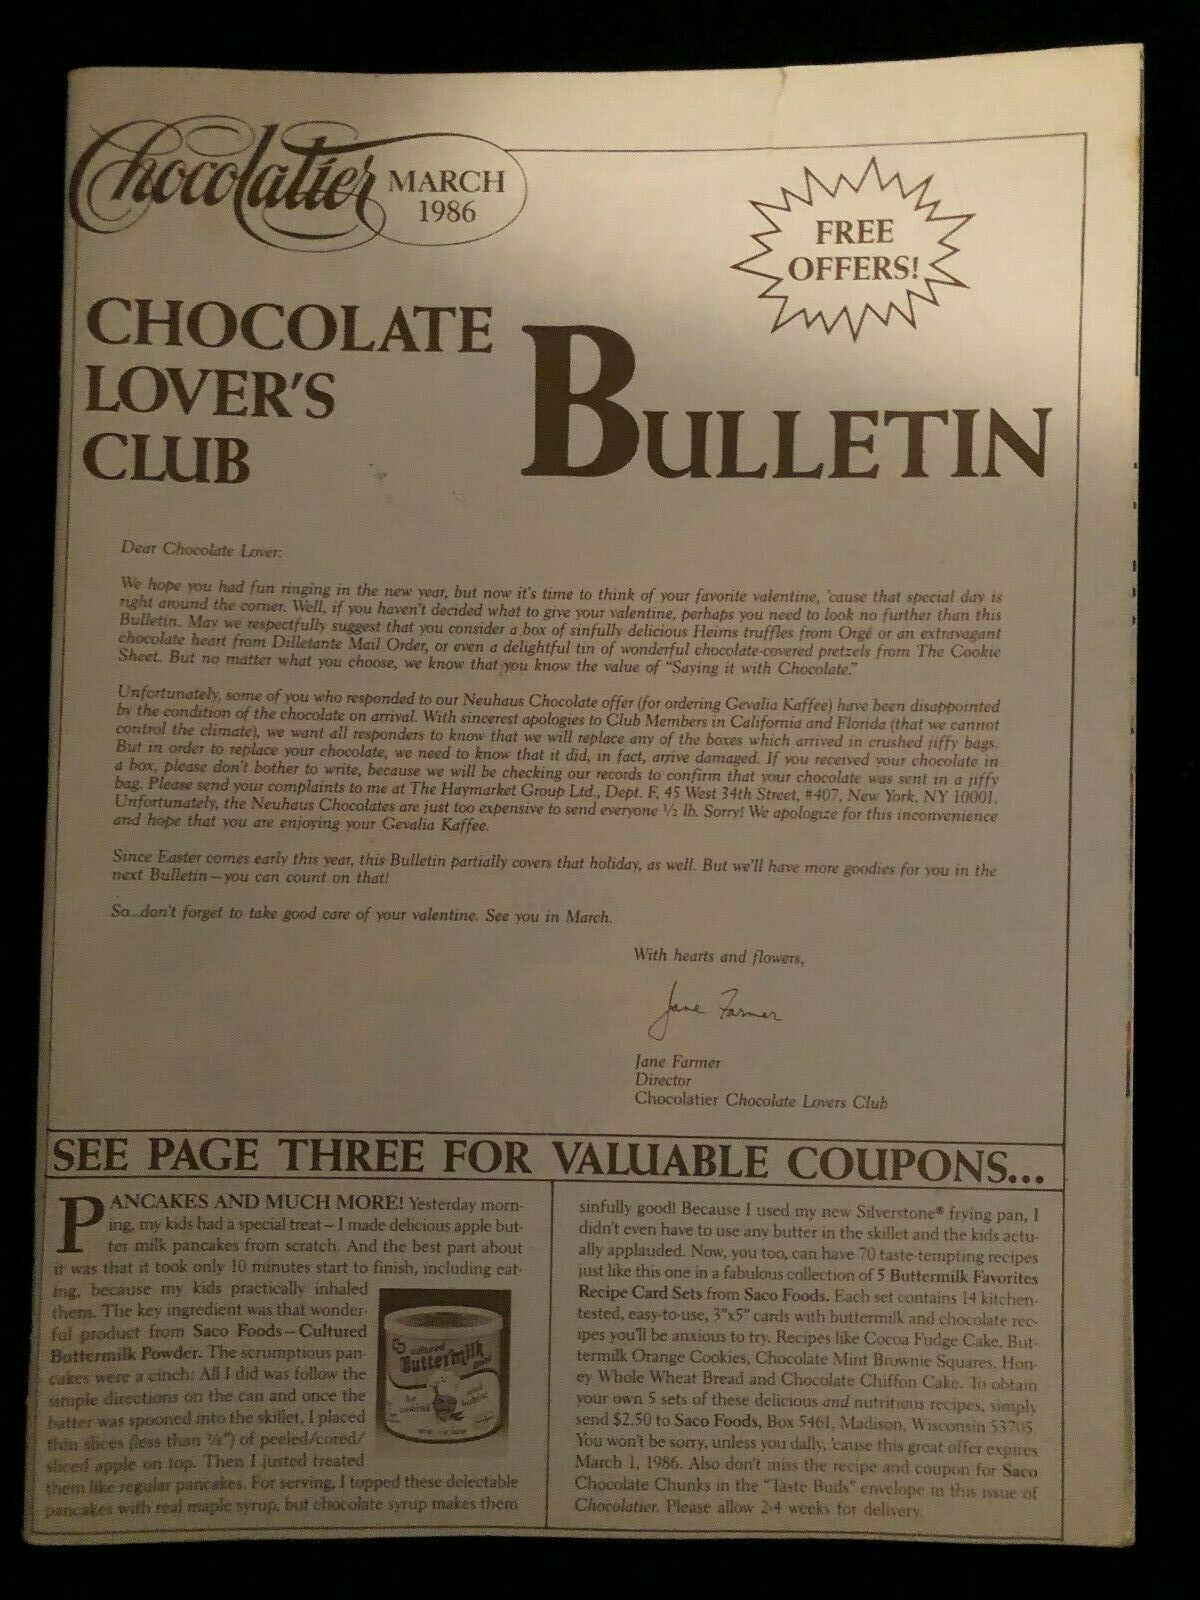 Chocolatier MARCH
1986
FREE
OFFERS!
CHOCOLATE
LOVER'S
CLUB
BULLETIN
Dear Chocolate Lover:
We hope you had fun ringing in the new year, but now it's time to think of your favorite valentine, 'cause that special day is
right around the corner. Well, if you haven't decided what to give your valentine, perhaps you need to look no further than this
Bulletin. May we respectfully suggest that you consider a box of sinfully delicious Heims truffles from Orgé or an extravagant
chocolate heart from Dilletante Mail Order, or even a delightful tin of wonderful chocolate-covered pretzels from The Cookie
Sheet. But no matter what you choose, we know that you know the value of "Saying it with Chocolate."
Unfortunately, some of you who responded to our Neuhaus Chocolate offer (for ordering Gevalia Kaffee) have been disappointed
by the condition of the chocolate on arrival. With sincerest apologies to Club Members in California and Florida (that we cannot
control the climate), we want all responders to know that we will replace any of the boxes which arrived in crushed jiffy bags.
But in order to replace your chocolate, we need to know that it did, in fact, arrive damaged. If you received your chocolate in
a box, please don't bother to write, because we will be checking our records to confirm that your chocolate was sent in a jiffy
bag. Please send your complaints to me at The Haymarket Group Ltd., Dept. F, 45 West 34th Street, #407, New York, NY 10001.
Unfortunately, the Neuhaus Chocolates are just too expensive to send everyone ½ lb. Sorry! We apologize for this inconvenience
and hope that you are enjoying your Gevalia Kaffee.
Since Easter comes early this year, this Bulletin partially covers that holiday, as well. But we'll have more goodies for you in the
next Bulletin—you can count on that!
So...don't forget to take good care of your valentine. See you in March.
With hearts and flowers,
Jane Farmer
Jane Farmer
Director
Chocolatier Chocolate Lovers Club
SEE PAGE THREE FOR VALUABLE COUPONS...
PANCAKES AND MUCH MORE! Yesterday morn-
ing, my kids had a special treat—I made delicious apple but-
ter milk pancakes from scratch. And the best part about
it was that it took only 10 minutes start to finish, including eat-
ing, because my kids practically inhaled
them. The key ingredient was that wonder-
ful product from Saco Foods—Cultured
Buttermilk Powder. The scrumptious pan-
cakes were a cinch: All I did was follow the
simple directions on the can and once the
batter was spooned into the skillet, I placed
thin slices (less than ⅛") of peeled/cored/
sliced apple on top. Then I justed treated
them like regular pancakes. For serving, I topped these delectable
pancakes with real maple syrup, but chocolate syrup makes them
cultured
Buttermilk
sinfully good! Because I used my new Silverstone® frying pan, I
didn't even have to use any butter in the skillet and the kids actu-
ally applauded. Now, you too, can have 70 taste-tempting recipes
just like this one in a fabulous collection of 5 Buttermilk Favorites
Recipe Card Sets from Saco Foods. Each set contains 14 kitchen-
tested, easy-to-use, 3"x5" cards with buttermilk and chocolate rec-
ipes you'll be anxious to try. Recipes like Cocoa Fudge Cake, But-
termilk Orange Cookies, Chocolate Mint Brownie Squares, Hon-
ey Whole Wheat Bread and Chocolate Chiffon Cake. To obtain
your own 5 sets of these delicious and nutritious recipes, simply
send $2.50 to Saco Foods, Box 5461, Madison, Wisconsin 53705.
You won't be sorry, unless you dally, 'cause this great offer expires
March 1, 1986. Also don't miss the recipe and coupon for Saco
Chocolate Chunks in the "Taste Buds" envelope in this issue of
Chocolatier. Please allow 2-4 weeks for delivery.